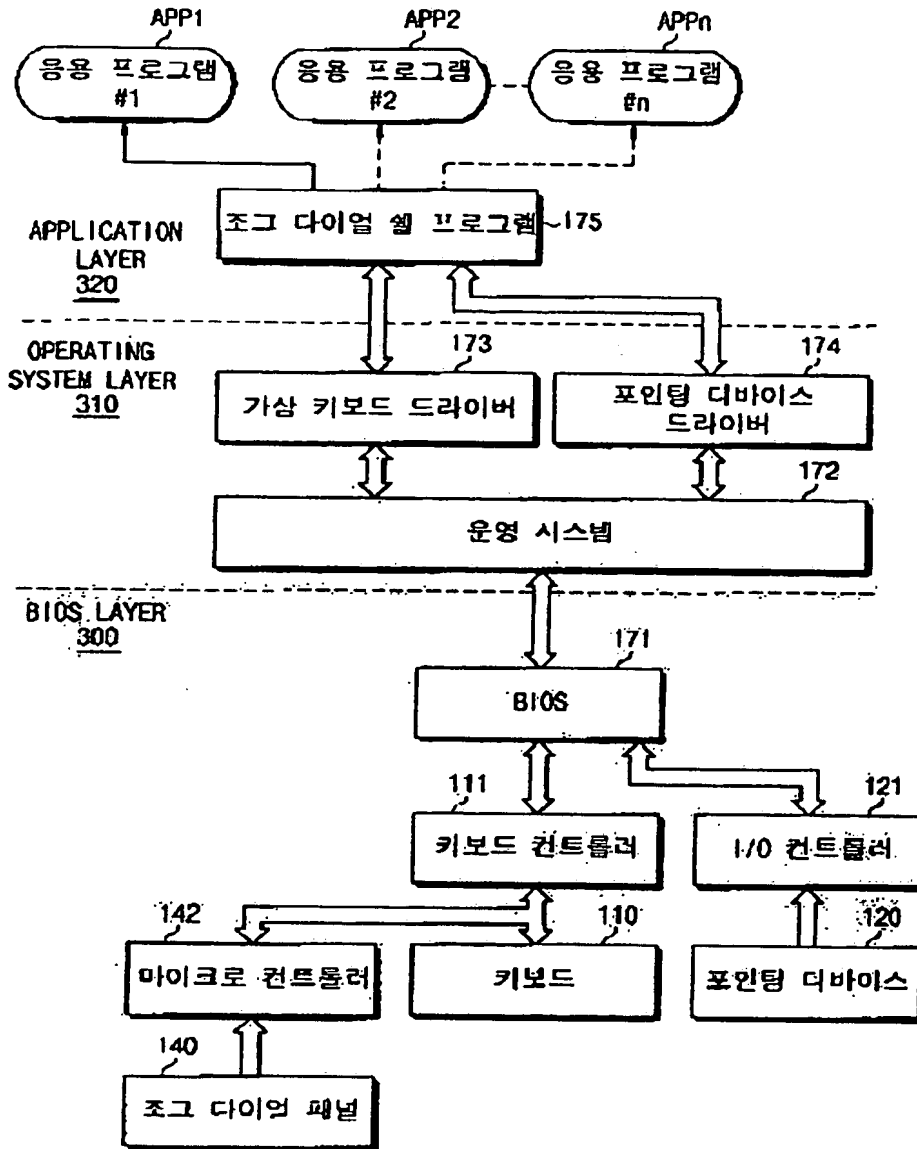 APP1
APP2
APPn
응용 프로그램
#1
응용 프로그램
#2
응용 프로그램
#n
조그 다이얼 쉘 프로그램
175
APPLICATION
LAYER
320
OPERATING
SYSTEM LAYER
310
173
174
가상 키보드 드라이버
포인팅 디바이스
드라이버
172
운영 시스템
BIOS LAYER
300
171
BIOS
111
121
키보드 컨트롤러
I/O 컨트롤러
142
110
120
마이크로 컨트롤러
키보드
포인팅 디바이스
140
조그 다이얼 패널